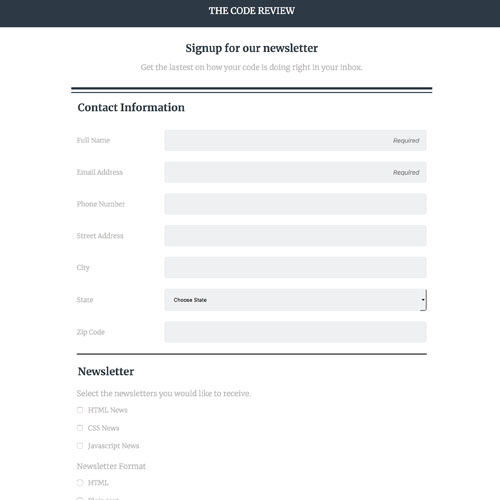 THE CODE REVIEW
Signup for our newsletter
Get the lastest on how your code is doing right in your inbox.
Contact Information
Full Name
Required
Email Address
Required
Phone Number
Street Address
City
State
Choose State
Zip Code
Newsletter
Select the newsletters you would like to receive.
HTML News
CSS News
Javascript News
Newsletter Format
HTML
Plain text